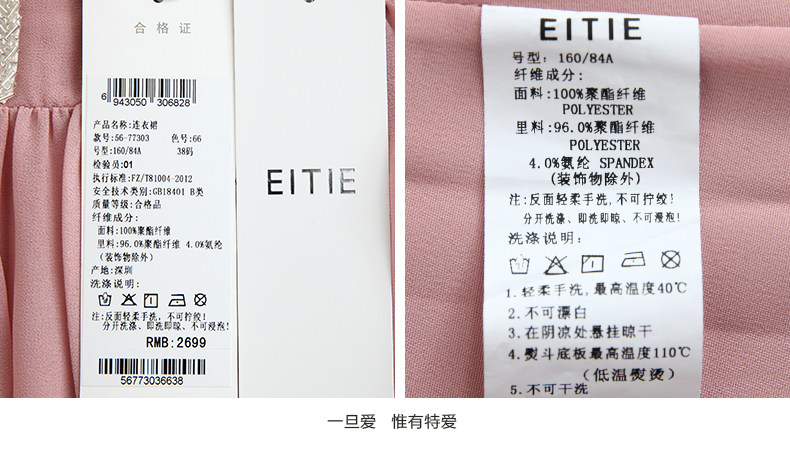 合格证
6 943050 306828
产品名称:连衣裙
款号:56-77303 色号:66
号型:160/84A 38码
检验员:01
执行标准:FZ/T81004-2012
安全技术类别:GB18401 B类
质量等级:合格品
纤维成分:
面料:100%聚酯纤维
里料:96.0%聚酯纤维 4.0%氨纶
(装饰物除外)
产地:深圳
洗涤说明:
注:反面轻柔手洗,不可拧绞!
分开洗涤、即洗即晾、不可浸泡!
RMB:2699
56773036638
EITIE
EITIE
号型: 160/84A
纤维成分:
面料:100%聚酯纤维
POLYESTER
里料:96.0%聚酯纤维
POLYESTER
4.0%氨纶 SPANDEX
(装饰物除外)
注:反面轻柔手洗,不可拧绞!
分开洗涤、即洗即晾、不可浸泡!
洗涤说明:
1.轻柔手洗,最高温度40℃
2.不可漂白
3.在阴凉处悬挂晾干
4.熨斗底板最高温度110℃
(低温熨烫)
5.不可干洗
一旦爱 惟有特爱